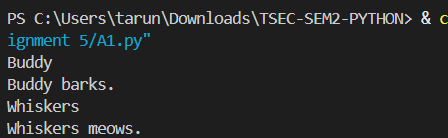 PS C:\Users\tarun\Downloads\TSEC-SEM2-PYTHON> & c
ignment 5/A1.py"
Buddy
Buddy barks.
Whiskers
Whiskers meows.